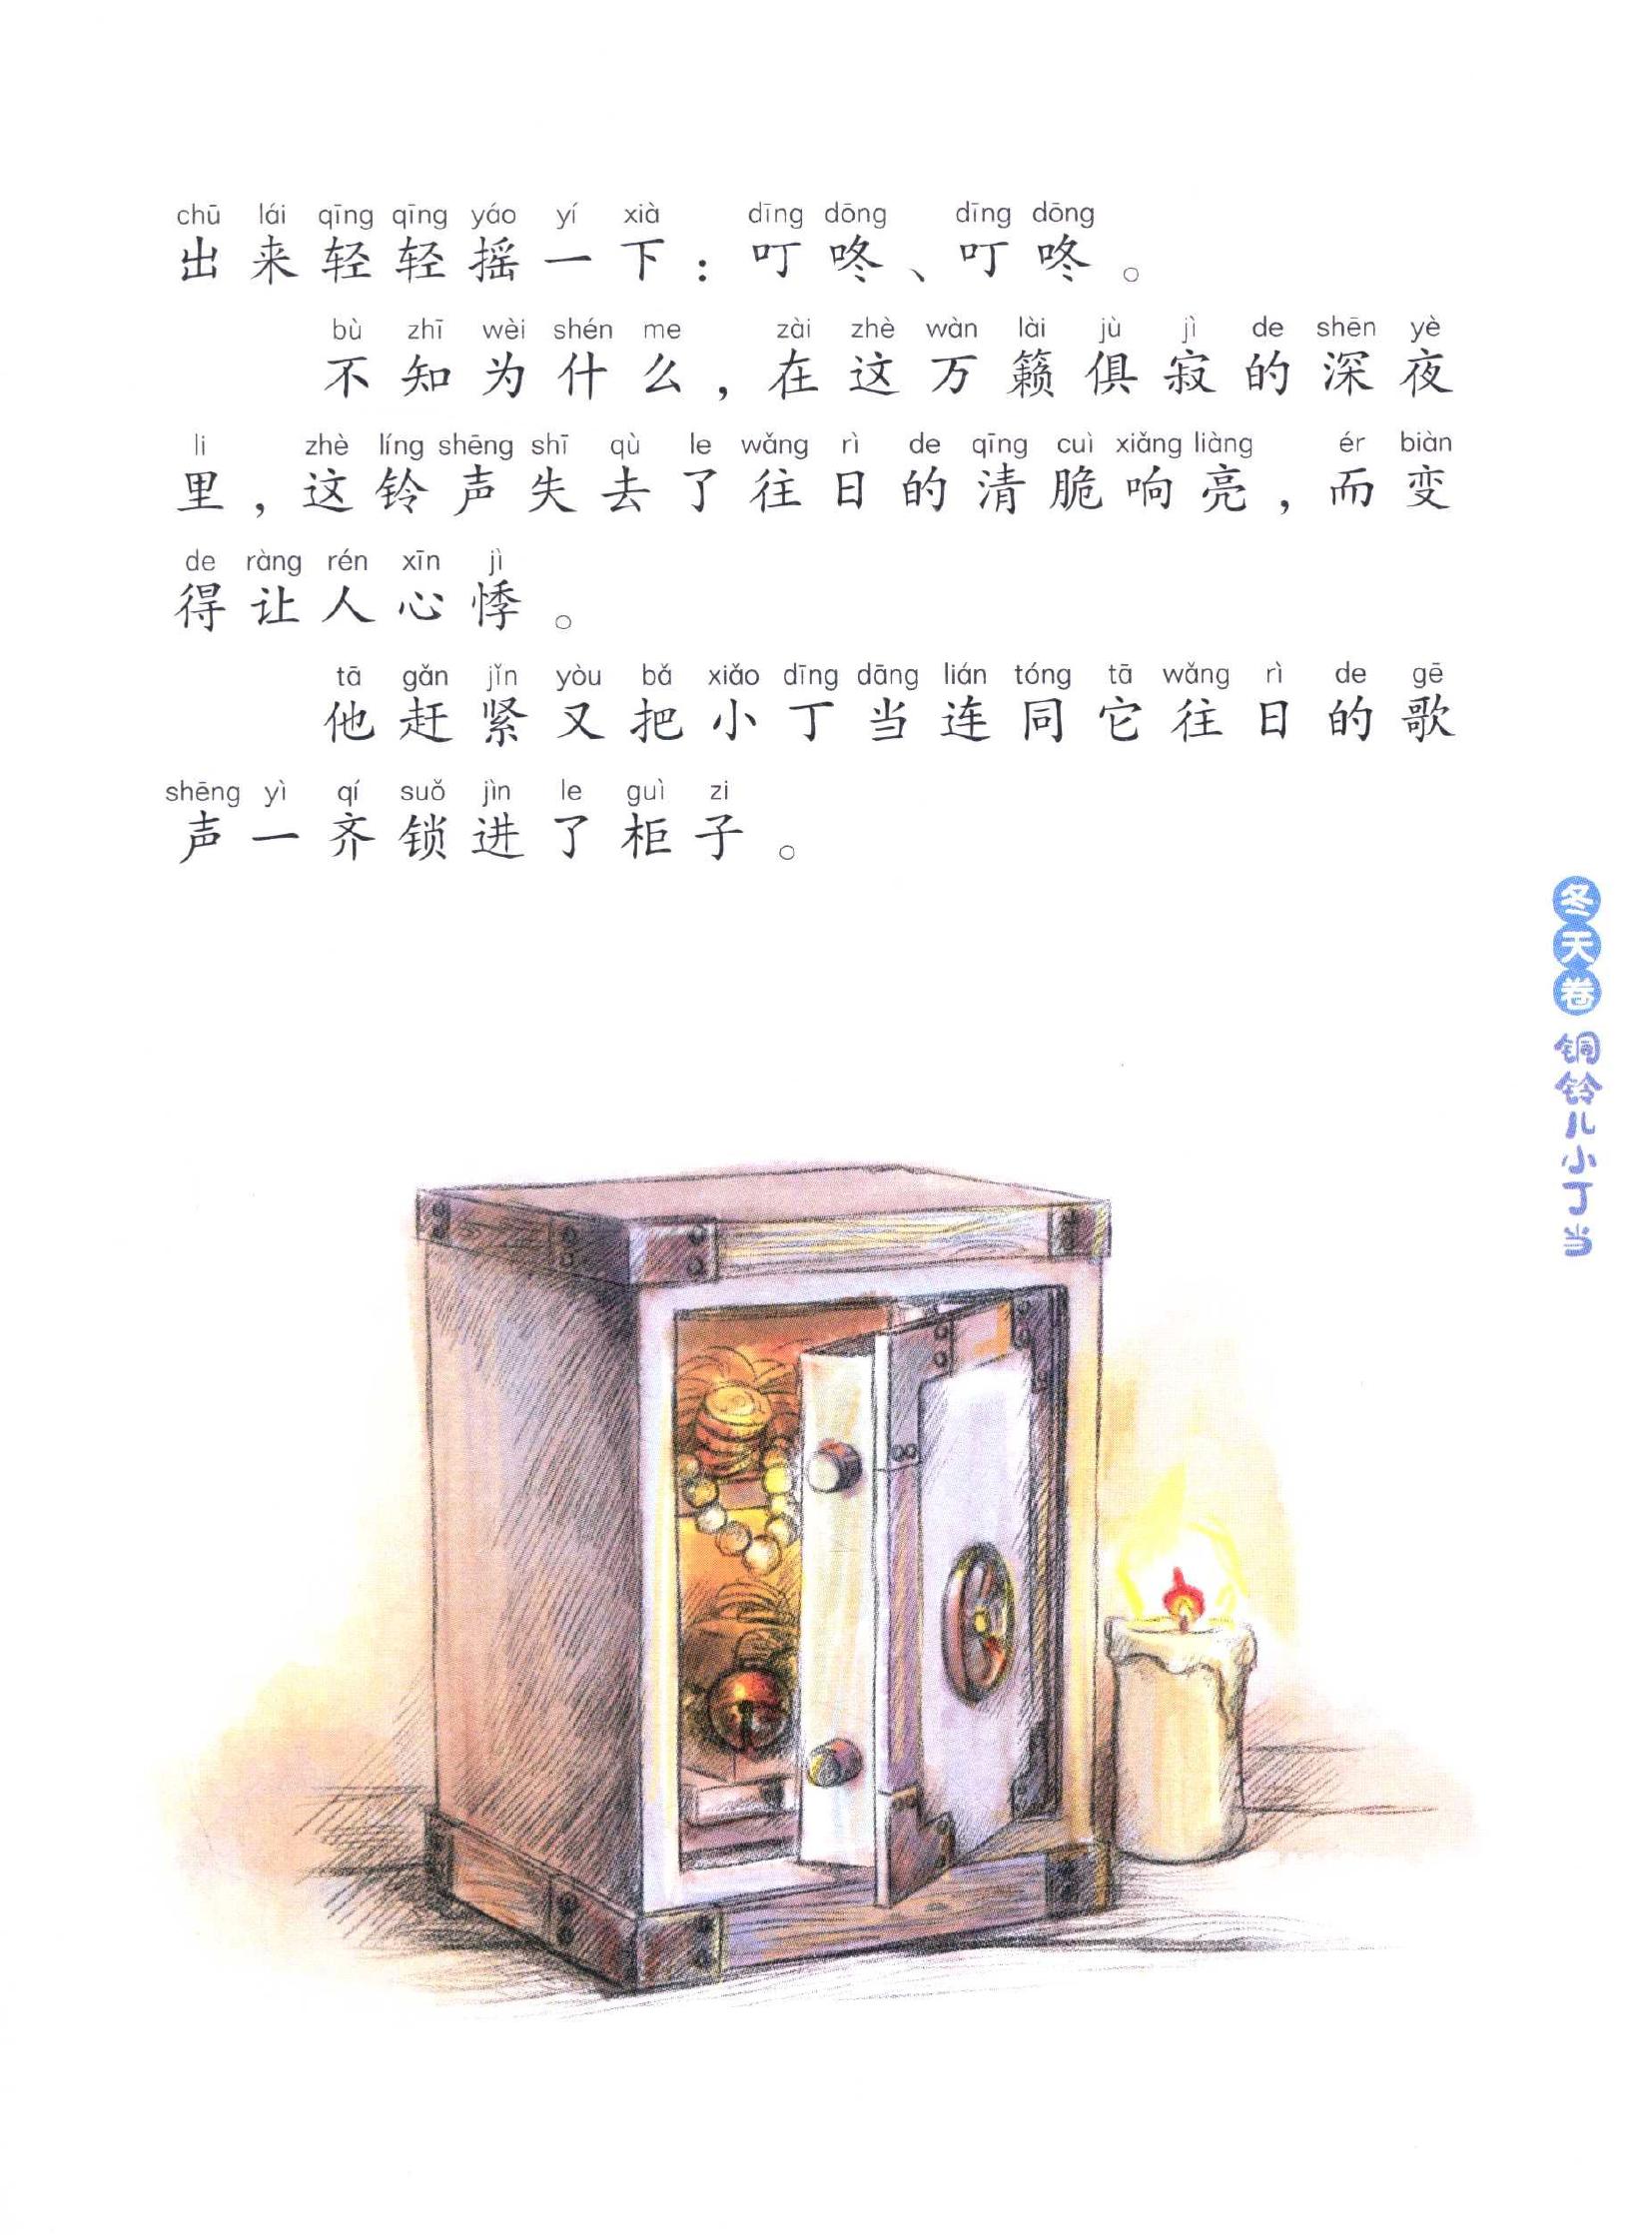 chū lái qīng qīng yáo yí xià dīng dōng dīng dōng
出来轻轻摇一下：叮咚、叮咚。
bù zhī wèi shén me zài zhè wàn lài jù jì de shēn yè
不知为什么，在这万籁俱寂的深夜
li zhè líng shēng shī qù le wǎng rì de qīng cuì xiǎng liàng ér biàn
里，这铃声失去了往日的清脆响亮，而变
de ràng rén xīn jì
得让人心悸。
tā gǎn jǐn yòu bǎ xiǎo dīng dāng lián tóng tā wǎng rì de gē
他赶紧又把小丁当连同它往日的歌
shēng yì qí suǒ jìn le guì zi
声一齐锁进了柜子。
冬天卷 铜铃儿小丁当